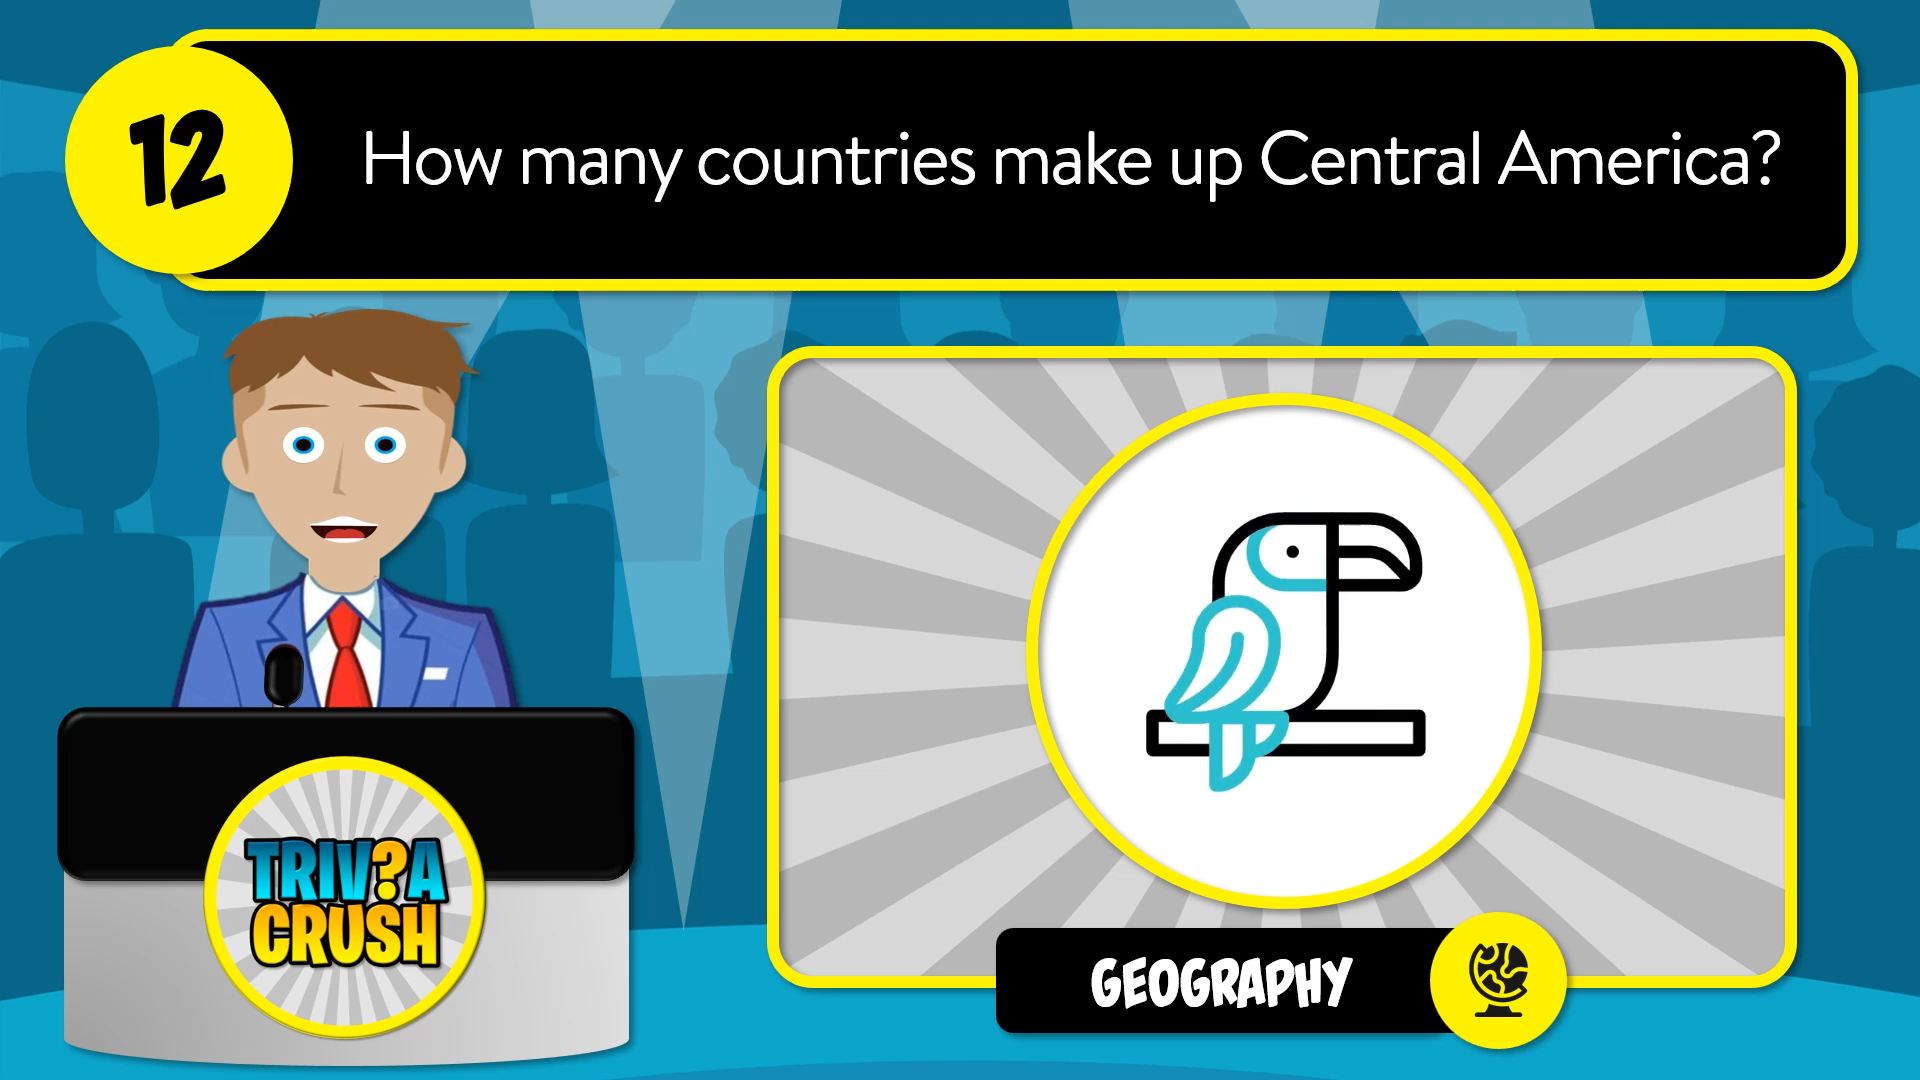 12
How many countries make up Central America?
TRIV?A
CRUSH
GEOGRAPHY